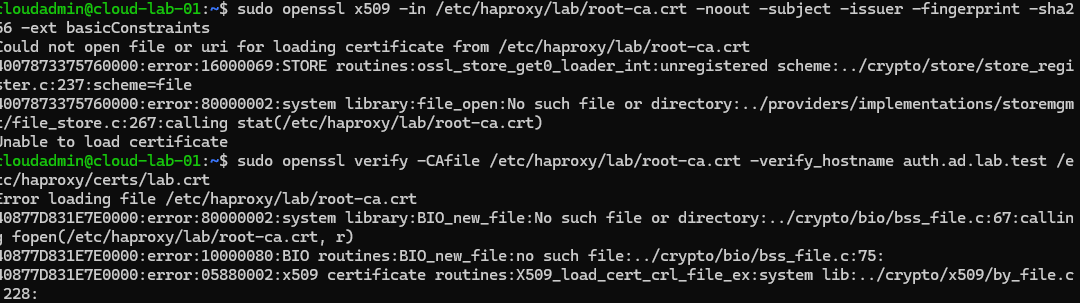 cloudadmin@cloud-lab-01:~$ sudo openssl x509 -in /etc/haproxy/lab/root-ca.crt -noout -subject -issuer -fingerprint -sha2
56 -ext basicConstraints
Could not open file or uri for loading certificate from /etc/haproxy/lab/root-ca.crt
4007873375760000:error:16000069:STORE routines:ossl_store_get0_loader_int:unregistered scheme:../crypto/store/store_regi
ster.c:237:scheme=file
4007873375760000:error:80000002:system library:file_open:No such file or directory:../providers/implementations/storemgm
t/file_store.c:267:calling stat(/etc/haproxy/lab/root-ca.crt)
Unable to load certificate
cloudadmin@cloud-lab-01:~$ sudo openssl verify -CAfile /etc/haproxy/lab/root-ca.crt -verify_hostname auth.ad.lab.test /e
tc/haproxy/certs/lab.crt
Error loading file /etc/haproxy/lab/root-ca.crt
40877D831E7E0000:error:80000002:system library:BIO_new_file:No such file or directory:../crypto/bio/bss_file.c:67:callin
g fopen(/etc/haproxy/lab/root-ca.crt, r)
40877D831E7E0000:error:10000080:BIO routines:BIO_new_file:no such file:../crypto/bio/bss_file.c:75:
40877D831E7E0000:error:05880002:x509 certificate routines:X509_load_cert_crl_file_ex:system lib:../crypto/x509/by_file.c
:228: